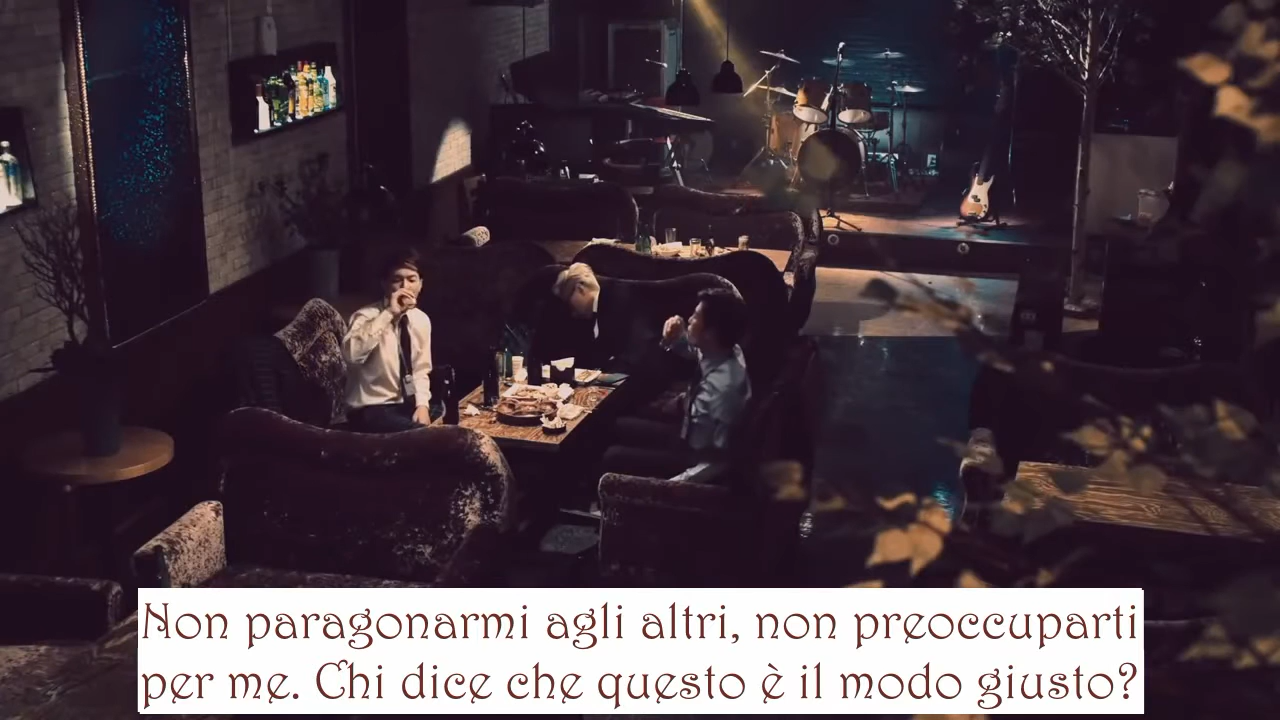 Non paragonarmi agli altri, non preoccuparti
per me. Chi dice che questo è il modo giusto?